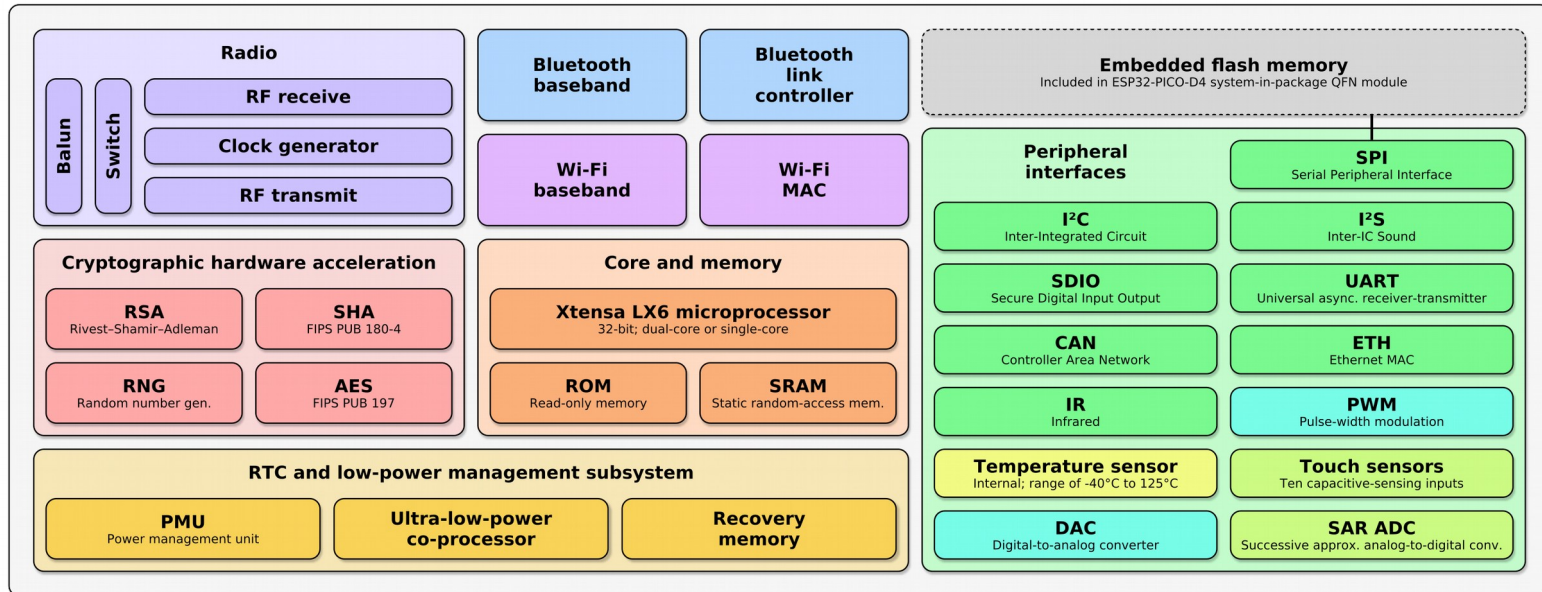 Radio
Balun
Switch
RF receive
Clock generator
RF transmit
Bluetooth
baseband
Bluetooth
link
controller
Wi-Fi
baseband
Wi-Fi
MAC
Embedded flash memory
Included in ESP32-PICO-D4 system-in-package QFN module
Cryptographic hardware acceleration
RSA
Rivest–Shamir–Adleman
SHA
FIPS PUB 180-4
RNG
Random number gen.
AES
FIPS PUB 197
Core and memory
Xtensa LX6 microprocessor
32-bit; dual-core or single-core
ROM
Read-only memory
SRAM
Static random-access mem.
RTC and low-power management subsystem
PMU
Power management unit
Ultra-low-power
co-processor
Recovery
memory
Peripheral
interfaces
SPI
Serial Peripheral Interface
I²C
Inter-Integrated Circuit
I²S
Inter-IC Sound
SDIO
Secure Digital Input Output
UART
Universal async. receiver-transmitter
CAN
Controller Area Network
ETH
Ethernet MAC
IR
Infrared
PWM
Pulse-width modulation
Temperature sensor
Internal; range of -40°C to 125°C
Touch sensors
Ten capacitive-sensing inputs
DAC
Digital-to-analog converter
SAR ADC
Successive approx. analog-to-digital conv.